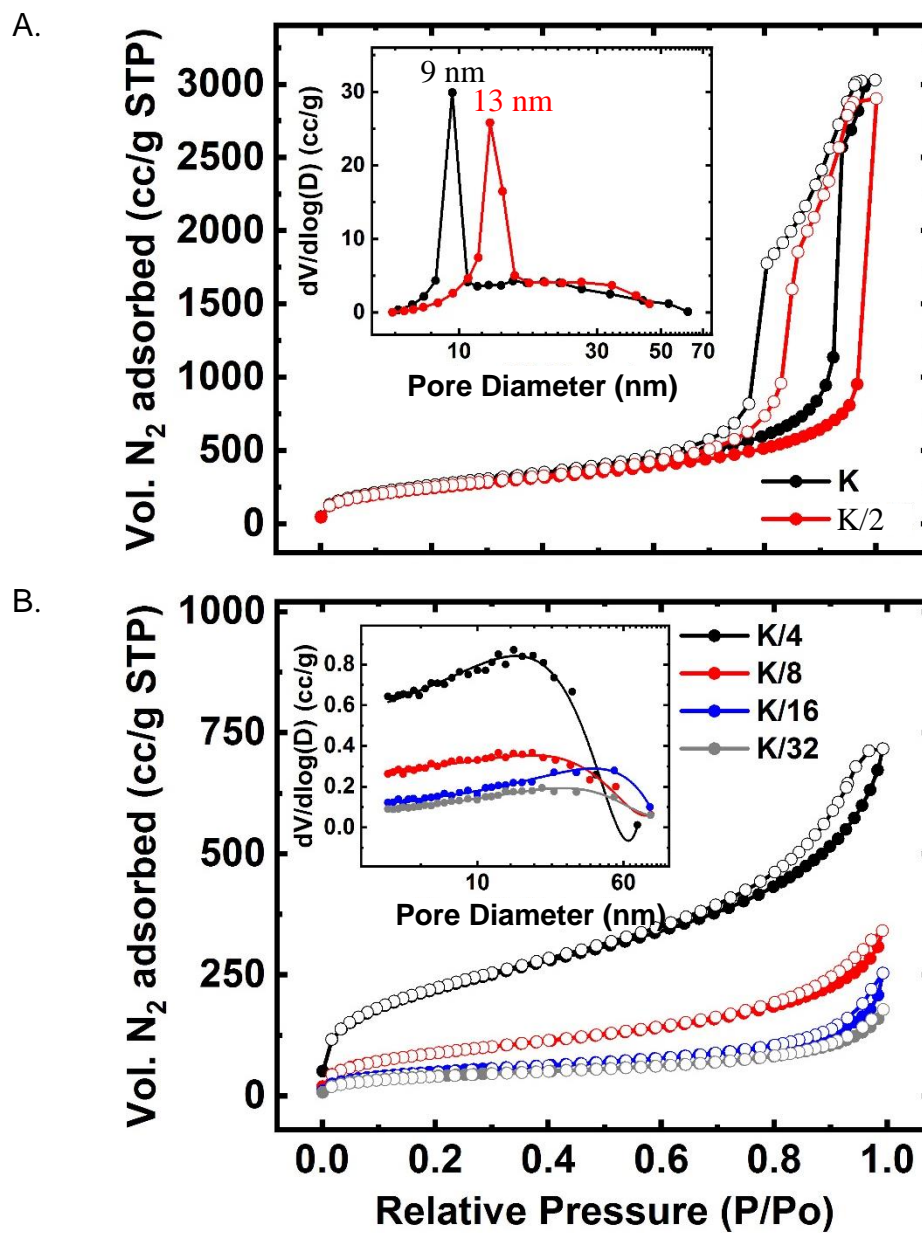 A.
Vol. N₂ adsorbed (cc/g STP)
3000
2500
2000
1500
1000
500
0
dV/dlog(D) (cc/g)
30
20
10
0
9 nm
13 nm
10
30
50
70
Pore Diameter (nm)
K
K/2
B.
Vol. N₂ adsorbed (cc/g STP)
1000
750
500
250
0
dV/dlog(D) (cc/g)
0.8
0.6
0.4
0.2
0.0
10
60
Pore Diameter (nm)
K/4
K/8
K/16
K/32
0.0 0.2 0.4 0.6 0.8 1.0
Relative Pressure (P/Po)